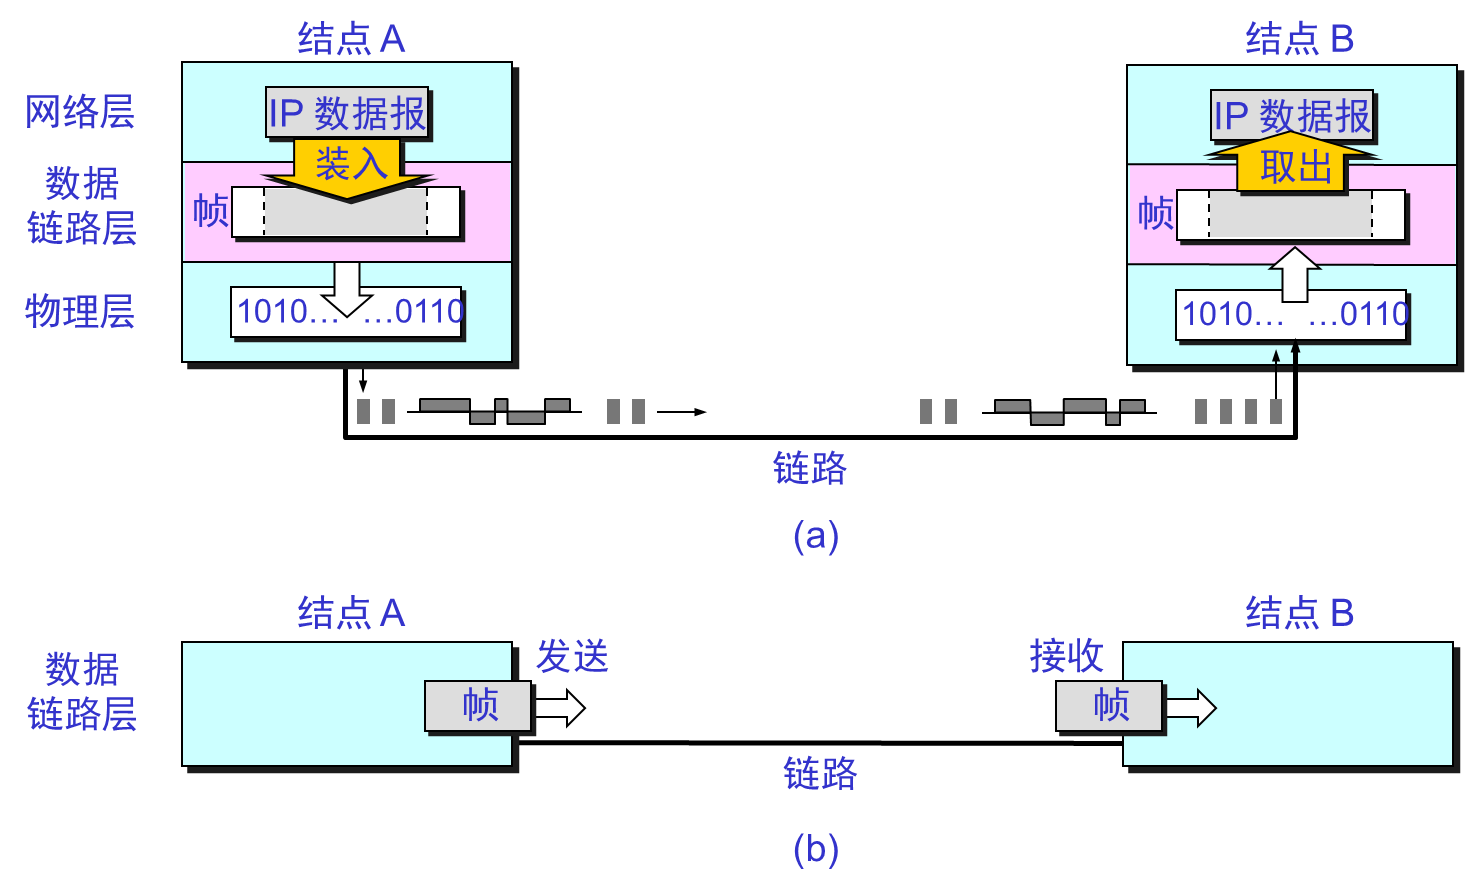 结点 A
结点 B
网络层
IP 数据报
IP 数据报
装入
取出
数据
链路层
帧
帧
物理层
1010… …0110
1010… …0110
链路
(a)
结点 A
结点 B
数据
链路层
发送
接收
帧
帧
链路
(b)